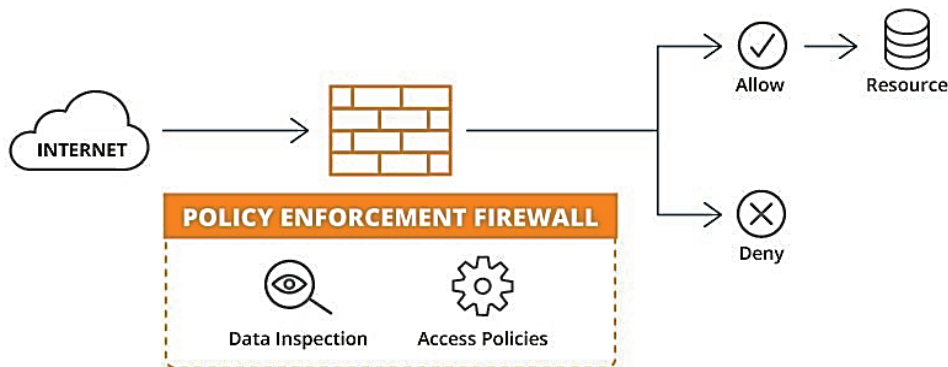 INTERNET
POLICY ENFORCEMENT FIREWALL
Data Inspection
Access Policies
Allow
Resource
Deny